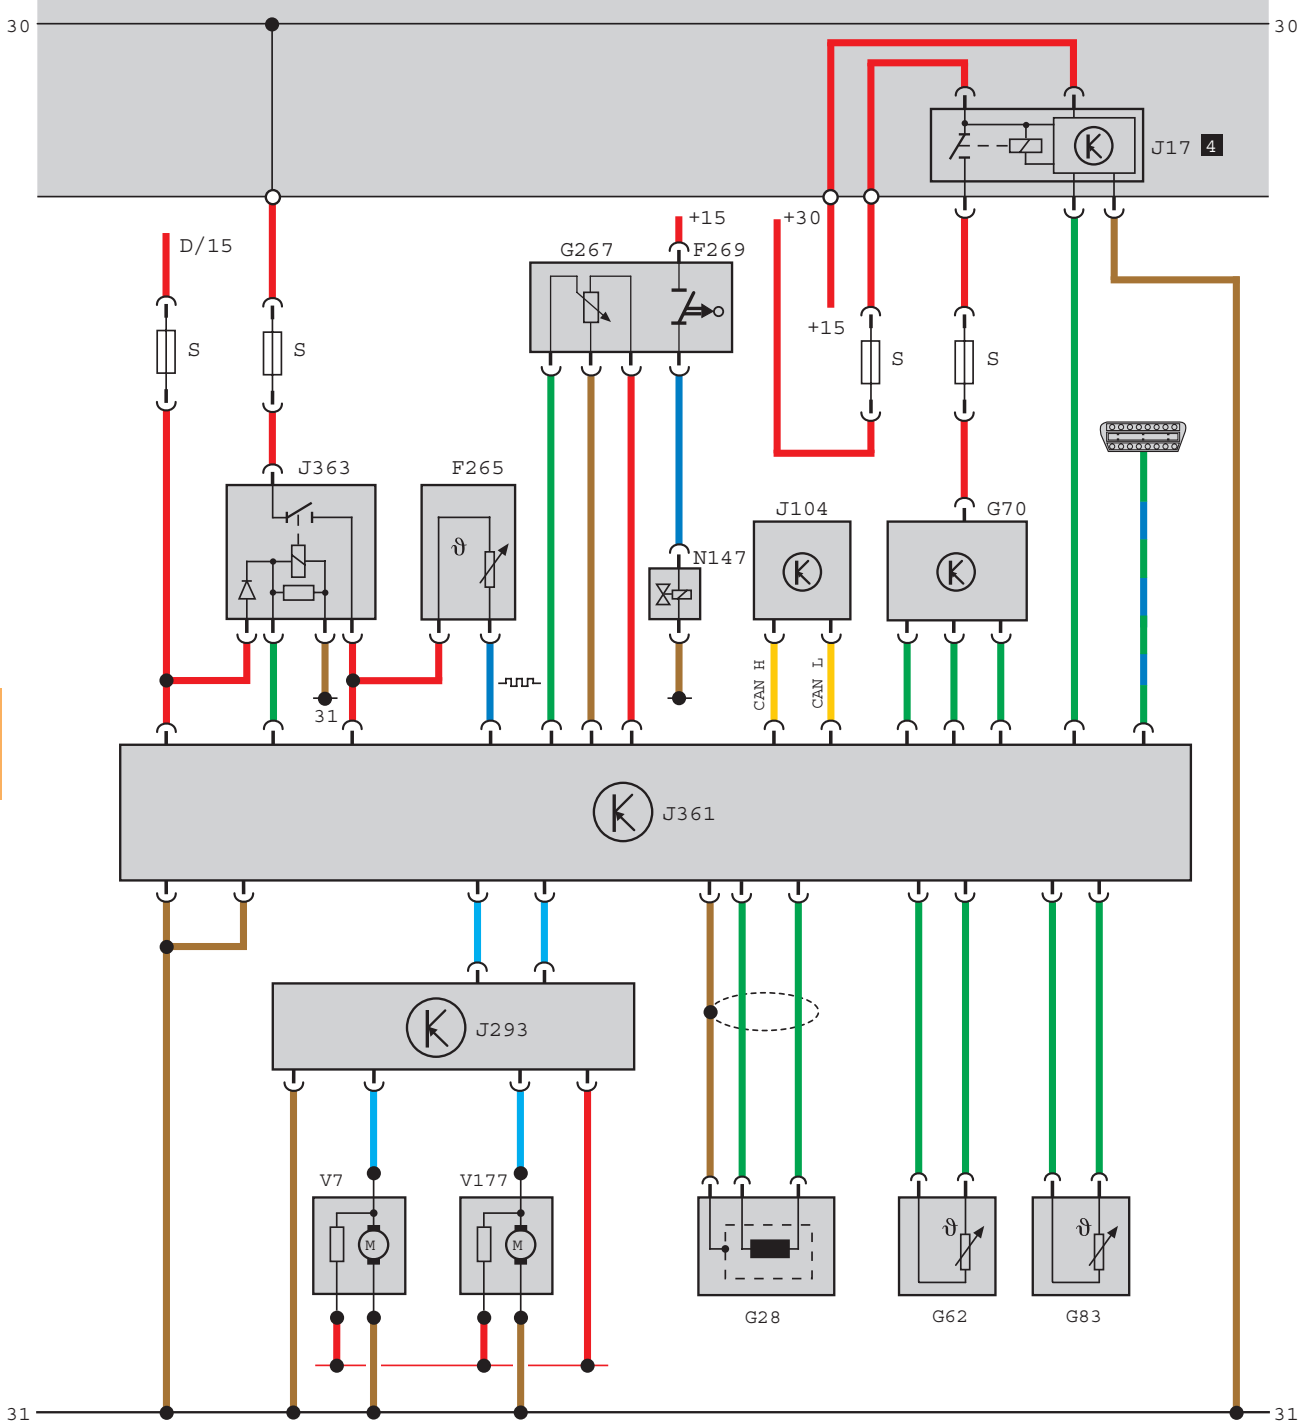 30 30
J17 4
D/15 +15 +30
G267 F269
+15
S S S S
J363 F265
J104 G70
ϑ
N147
CAN H CAN L
31
J361
J293
V7 V177
M M
ϑ ϑ
G28 G62 G83
31 31